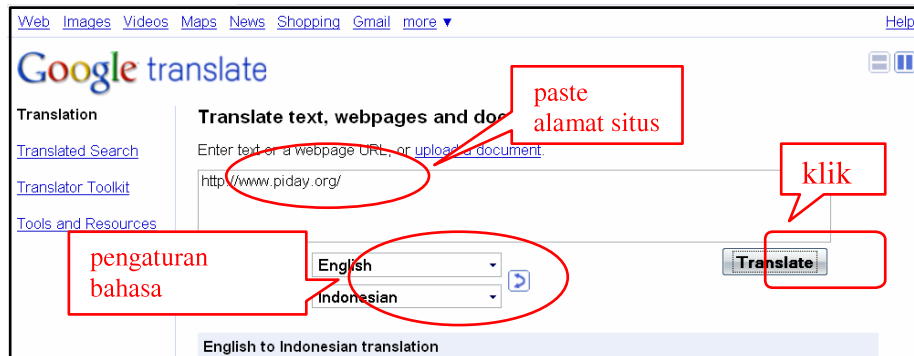 Web Images Videos Maps News Shopping Gmail more ▼ Help
Google translate
Translation
Translated Search
Translator Toolkit
Tools and Resources
Translate text, webpages and doc
Enter text or a webpage URL, or upload a document.
http://www.piday.org/
paste
alamat situs
klik
pengaturan
bahasa
English
Indonesian
Translate
English to Indonesian translation